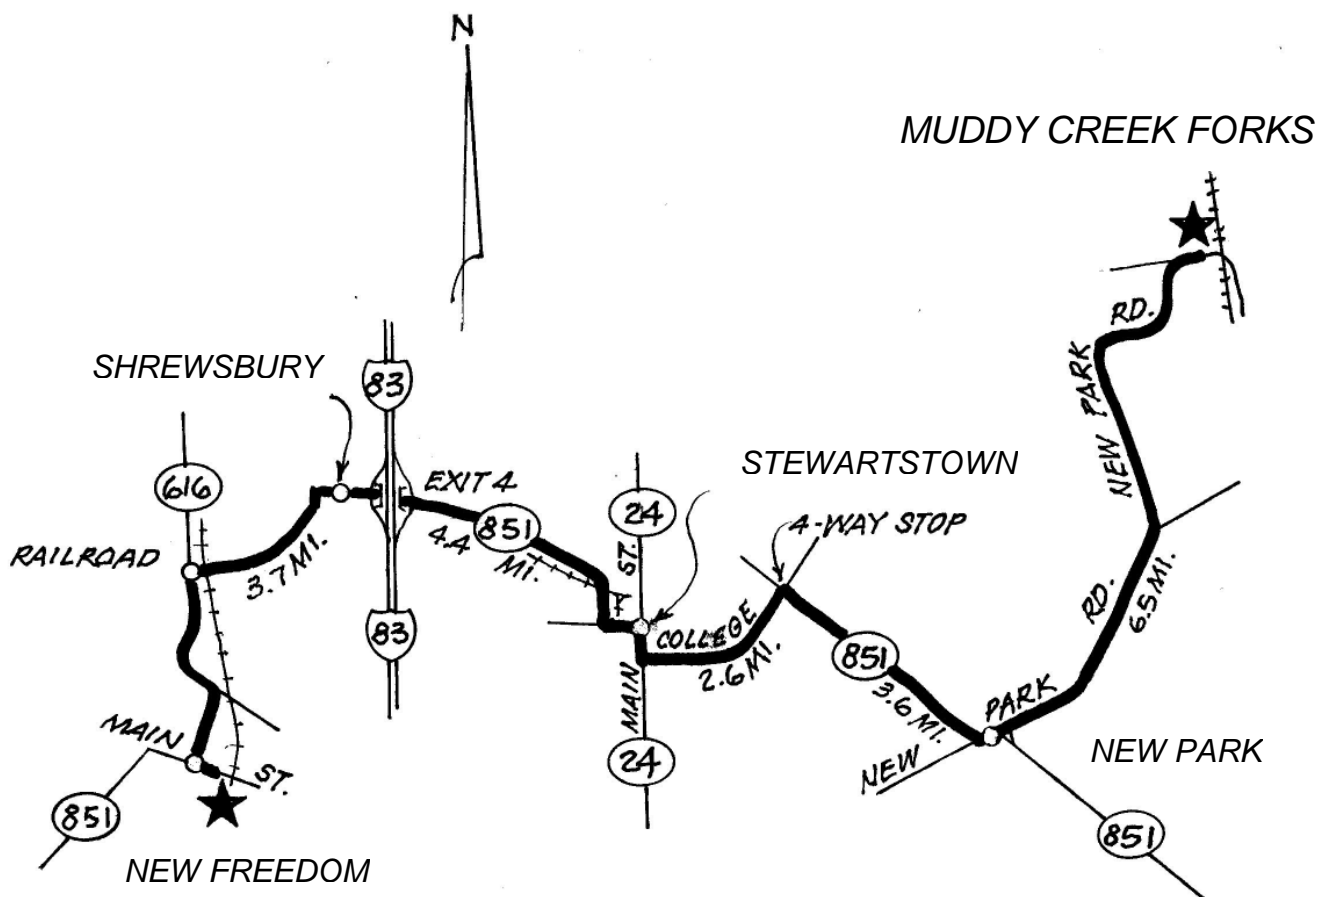 N
MUDDY CREEK FORKS
RD.
NEW PARK
SHREWSBURY
83
EXIT 4
616
851
4.4
MI.
24
ST.
STEWARTSTOWN
4-WAY STOP
RAILROAD
3.7 MI.
83
COLLEGE
2.6 MI.
RD.
6.5 MI.
851
3.6 MI.
PARK
MAIN
24
NEW
NEW PARK
MAIN
ST.
851
851
NEW FREEDOM